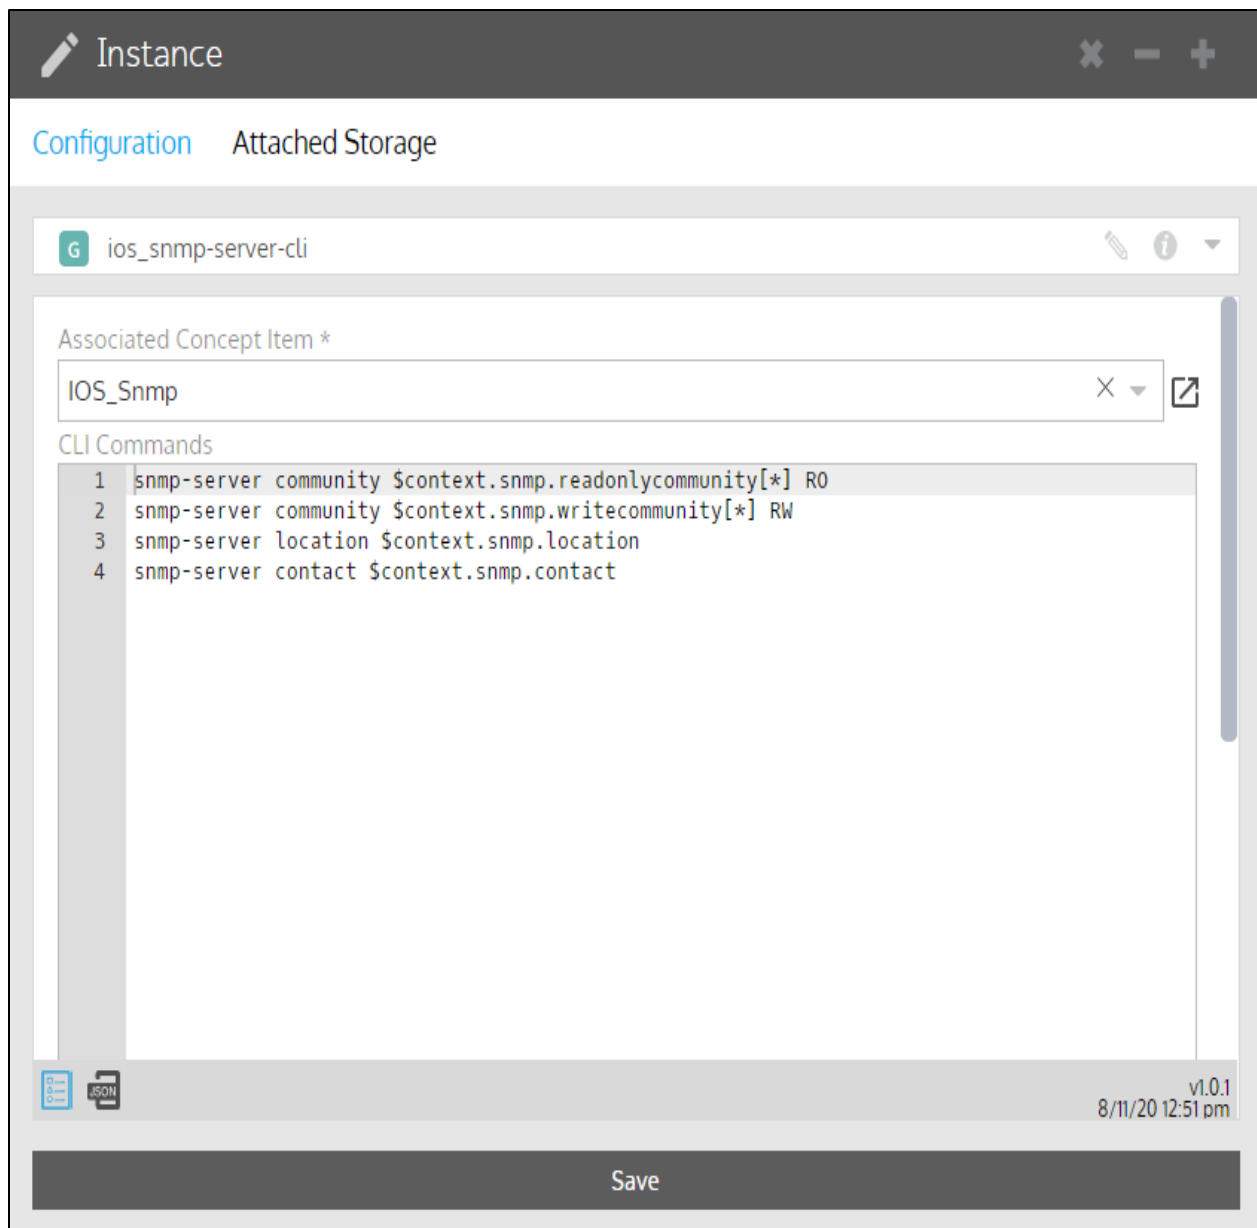 Instance
Configuration Attached Storage
G ios_snmp-server-cli
Associated Concept Item *
IOS_Snmp
CLI Commands
1 snmp-server community $context.snmp.readonlycommunity[*] RO
2 snmp-server community $context.snmp.writecommunity[*] RW
3 snmp-server location $context.snmp.location
4 snmp-server contact $context.snmp.contact
JSON
v1.0.1
8/11/20 12:51 pm
Save